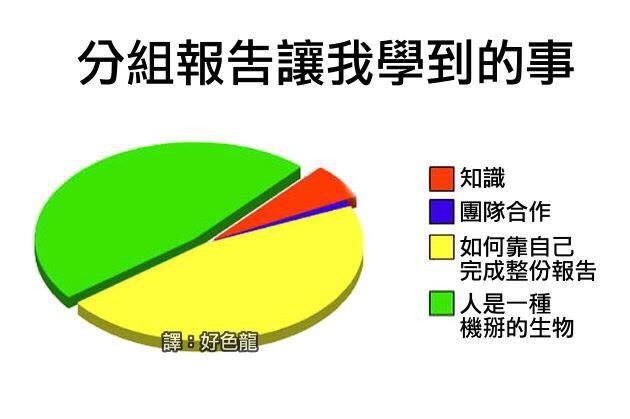 分組報告讓我學到的事
知識
團隊合作
如何靠自己
完成整份報告
人是一種
機掰的生物
譯：好色龍